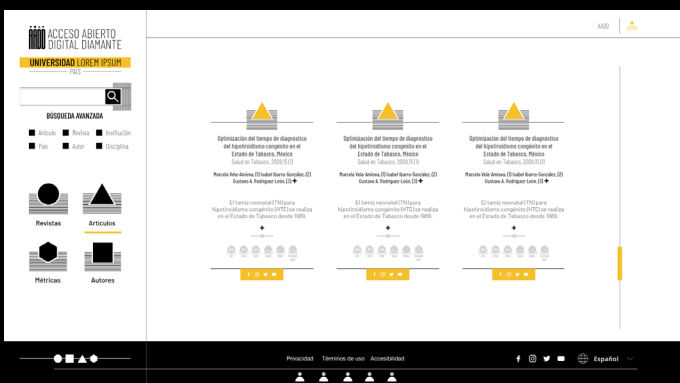 AADD ACCESO ABIERTO
DIGITAL DIAMANTE
UNIVERSIDAD LOREM IPSUM
PAÍS
BÚSQUEDA AVANZADA
Artículo Revista Institución
País Autor Disciplina
Revistas Artículos
Métricas Autores
AADD
Optimización del tiempo de diagnóstico
del hipotiroidismo congénito en el
Estado de Tabasco, México
Salud en Tabasco, 2009,15 (1)
Marcela Vela-Amieva, (1) Isabel Ibarra-González, (2)
Gustavo A. Rodríguez-León, (3) +
El tamiz neonatal (TN) para
hipotiroidismo congénito (HTC) se realiza
en el Estado de Tabasco desde 1989.
+
Optimización del tiempo de diagnóstico
del hipotiroidismo congénito en el
Estado de Tabasco, México
Salud en Tabasco, 2009,15 (1)
Marcela Vela-Amieva, (1) Isabel Ibarra-González, (2)
Gustavo A. Rodríguez-León, (3) +
El tamiz neonatal (TN) para
hipotiroidismo congénito (HTC) se realiza
en el Estado de Tabasco desde 1989.
+
Optimización del tiempo de diagnóstico
del hipotiroidismo congénito en el
Estado de Tabasco, México
Salud en Tabasco, 2009,15 (1)
Marcela Vela-Amieva, (1) Isabel Ibarra-González, (2)
Gustavo A. Rodríguez-León, (3) +
El tamiz neonatal (TN) para
hipotiroidismo congénito (HTC) se realiza
en el Estado de Tabasco desde 1989.
+
Privacidad Términos de uso Accesibilidad
Español